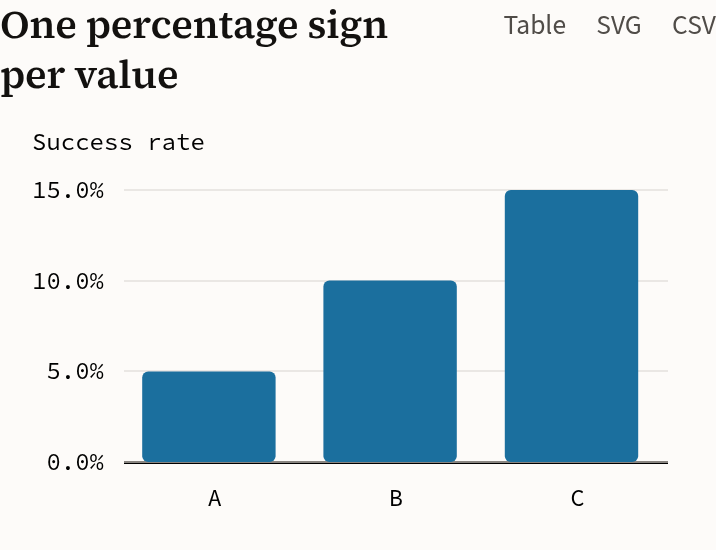 One percentage sign
per value
Table SVG CSV
Success rate
15.0%
10.0%
5.0%
0.0%
A B C